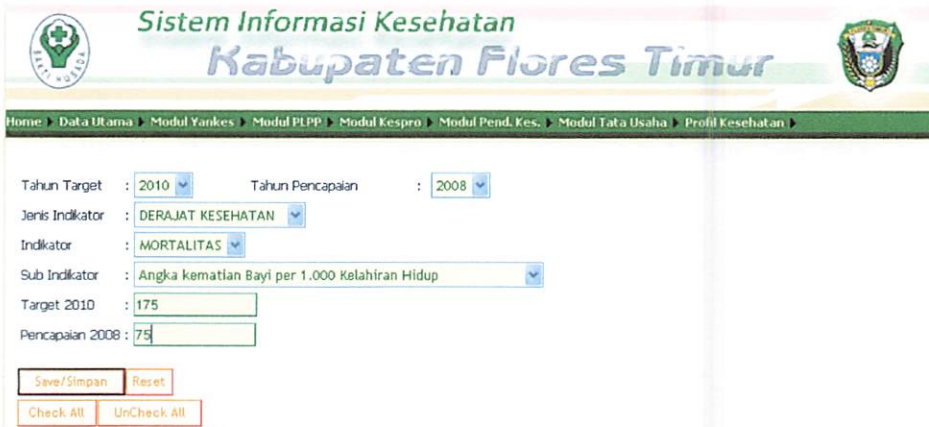 Sistem Informasi Kesehatan
Kabupaten Flores Timur
BAKTI HUSADA
Home Data Utama Modul Yankes Modul PLPP Modul Kespro Modul Pend. Kes. Modul Tata Usaha Profil Kesehatan
Tahun Target : 2010 Tahun Pencapaian : 2008
Jenis Indikator : DERAJAT KESEHATAN
Indikator : MORTALITAS
Sub Indikator : Angka kematian Bayi per 1.000 Kelahiran Hidup
Target 2010 : 175
Pencapaian 2008 : 75
Save/Simpan Reset
Check All UnCheck All